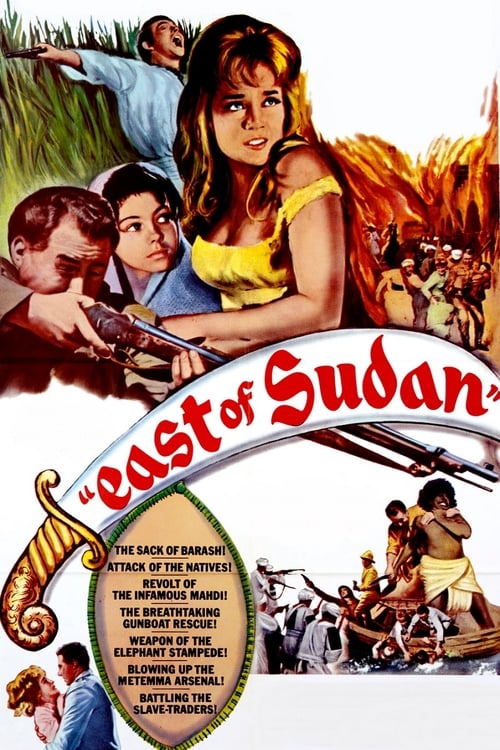 "east of Sudan"
THE SACK OF BARASH!
ATTACK OF THE NATIVES!
REVOLT OF
THE INFAMOUS MAHDI!
THE BREATHTAKING
GUNBOAT RESCUE!
WEAPON OF THE
ELEPHANT STAMPEDE!
BLOWING UP THE
METEMMA ARSENAL!
BATTLING THE
SLAVE-TRADERS!